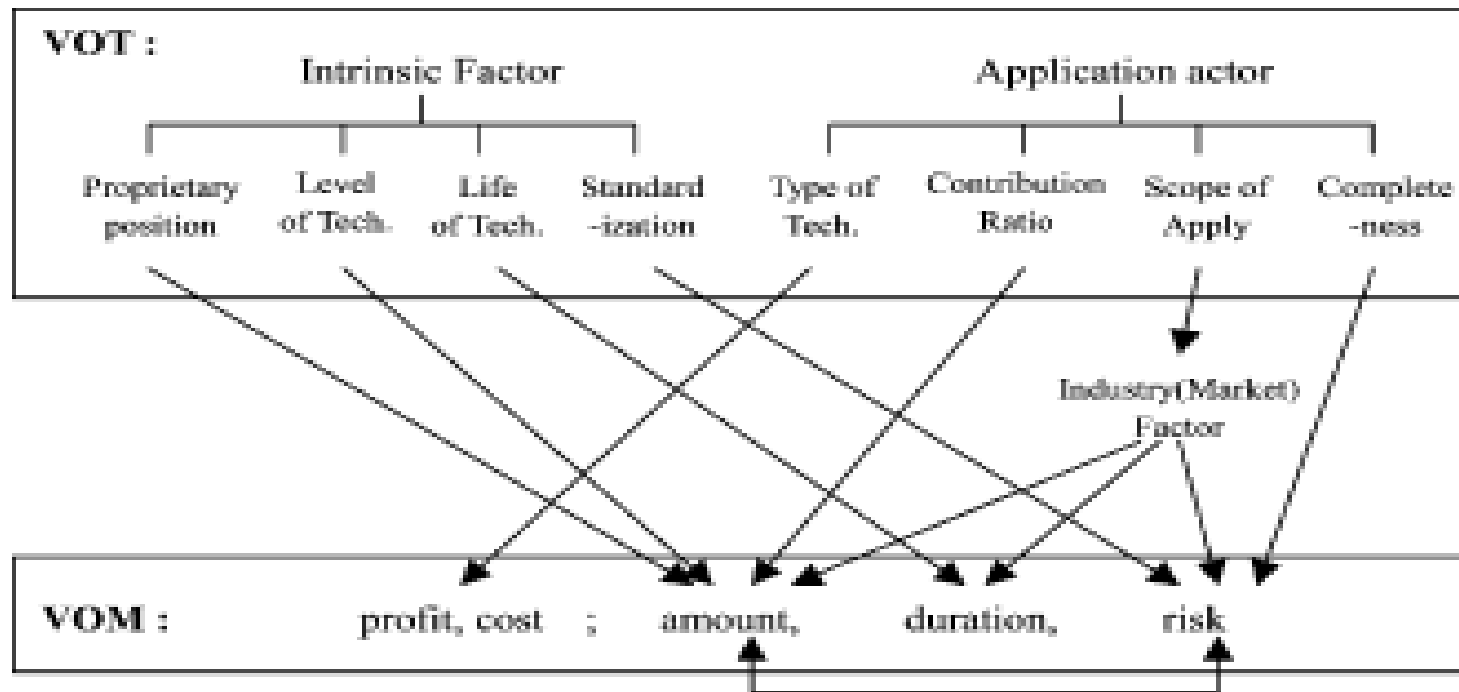 VOT :
Intrinsic Factor
Application actor
Proprietary
position
Level
of Tech.
Life
of Tech.
Standard
-ization
Type of
Tech.
Contribution
Ratio
Scope of
Apply
Complete
-ness
Industry(Market)
Factor
VOM : profit, cost ; amount, duration, risk